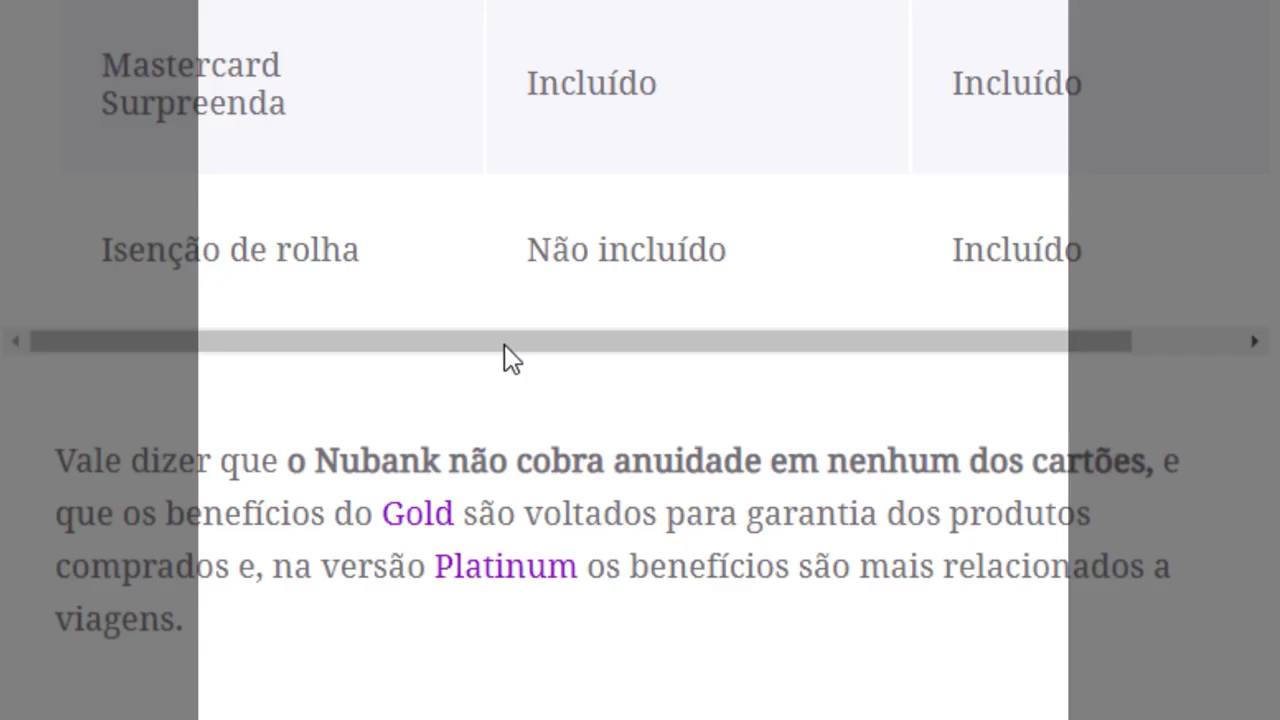 Mastercard
Surpreenda
Incluído
Incluído
Isenção de rolha
Não incluído
Incluído
Vale dizer que o Nubank não cobra anuidade em nenhum dos cartões, e
que os benefícios do Gold são voltados para garantia dos produtos
comprados e, na versão Platinum os benefícios são mais relacionados a
viagens.